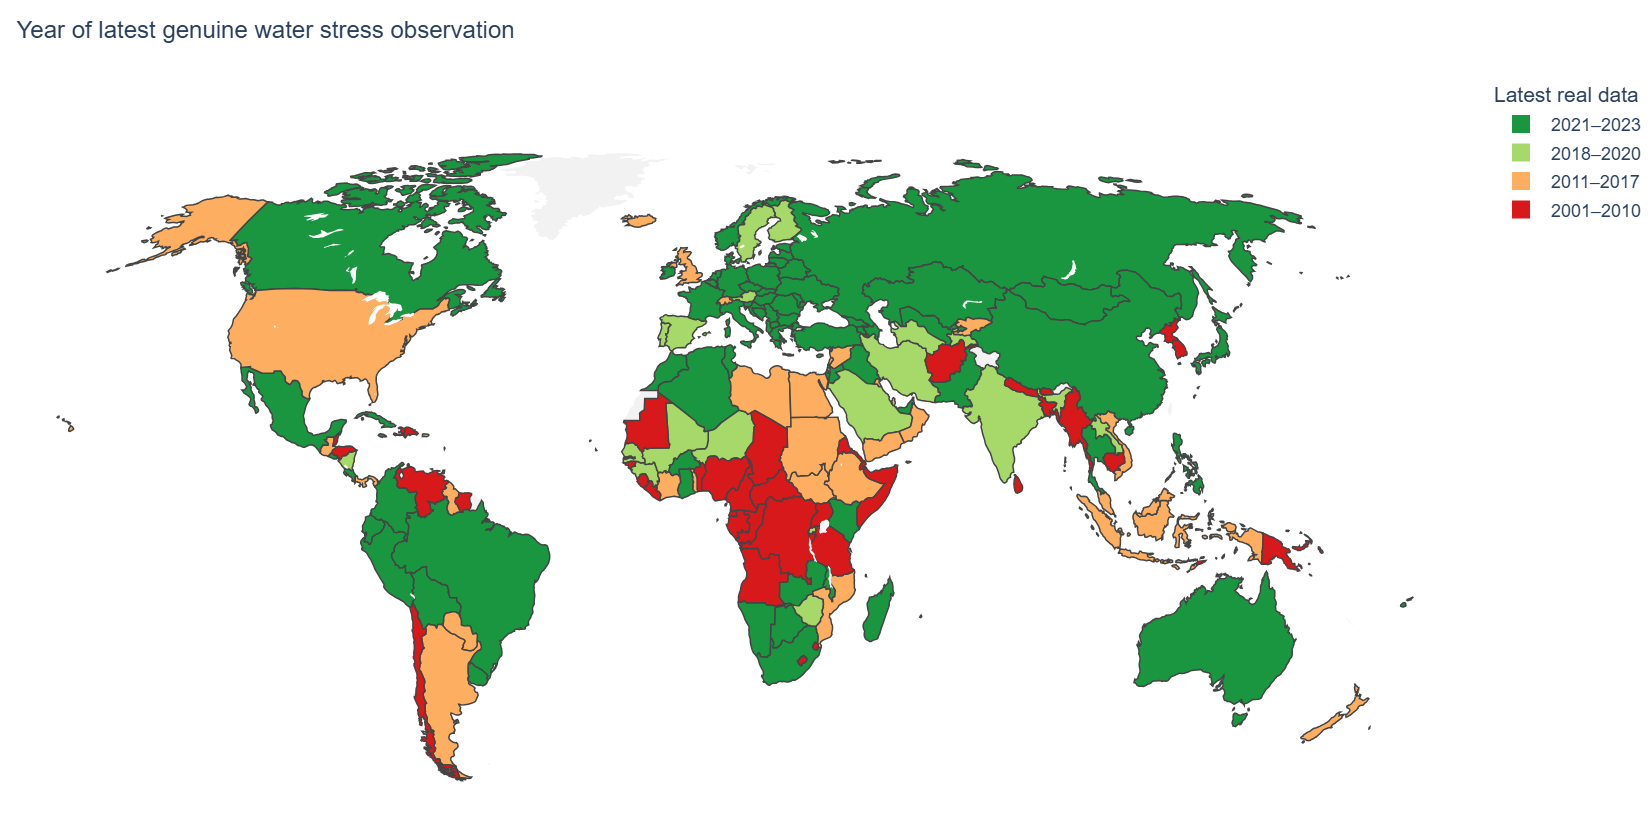 Year of latest genuine water stress observation
Latest real data
2021–2023
2018–2020
2011–2017
2001–2010